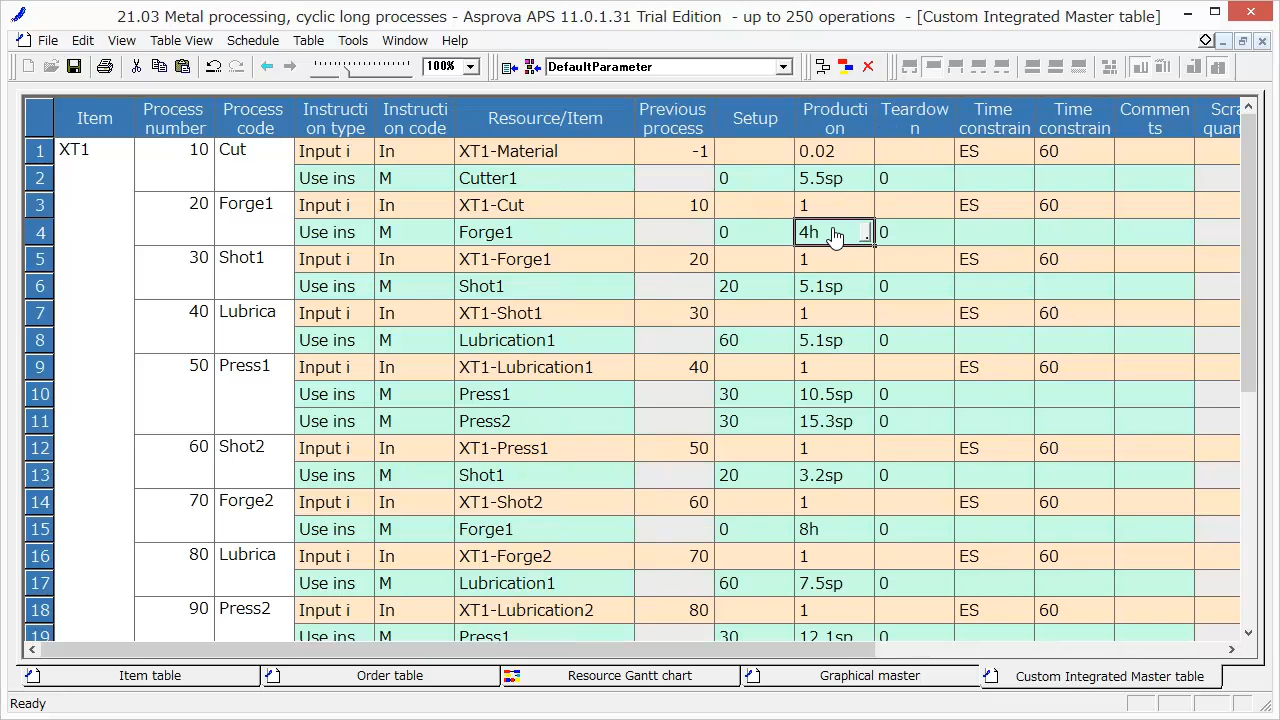 21.03 Metal processing, cyclic long processes - Asprova APS 11.0.1.31 Trial Edition - up to 250 operations - [Custom Integrated Master table]
File Edit View Table View Schedule Table Tools Window Help
100% DefaultParameter
Item Process number Process code Instructi on type Instructi on code Resource/Item Previous process Setup Producti on Teardow n Time constrain Time constrain Commen ts Scra quan
1 XT1 10 Cut Input i In XT1-Material -1 0.02 ES 60
2 Use ins M Cutter1 0 5.5sp 0
3 20 Forge1 Input i In XT1-Cut 10 1 ES 60
4 Use ins M Forge1 0 4h . 0
5 30 Shot1 Input i In XT1-Forge1 20 1 ES 60
6 Use ins M Shot1 20 5.1sp 0
7 40 Lubrica Input i In XT1-Shot1 30 1 ES 60
8 Use ins M Lubrication1 60 5.1sp 0
9 50 Press1 Input i In XT1-Lubrication1 40 1 ES 60
10 Use ins M Press1 30 10.5sp 0
11 Use ins M Press2 30 15.3sp 0
12 60 Shot2 Input i In XT1-Press1 50 1 ES 60
13 Use ins M Shot1 20 3.2sp 0
14 70 Forge2 Input i In XT1-Shot2 60 1 ES 60
15 Use ins M Forge1 0 8h 0
16 80 Lubrica Input i In XT1-Forge2 70 1 ES 60
17 Use ins M Lubrication1 60 7.5sp 0
18 90 Press2 Input i In XT1-Lubrication2 80 1 ES 60
19 Use ins M Press1 30 12.1sp 0
Item table Order table Resource Gantt chart Graphical master Custom Integrated Master table
Ready